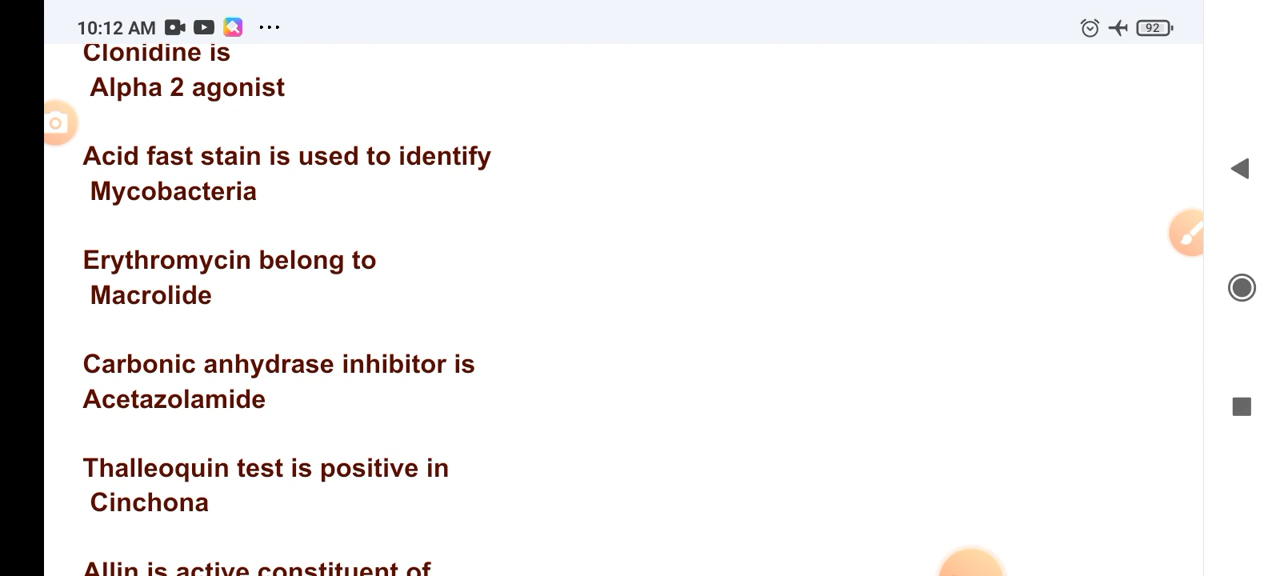 10:12 AM
92
Clonidine is
Alpha 2 agonist
Acid fast stain is used to identify
Mycobacteria
Erythromycin belong to
Macrolide
Carbonic anhydrase inhibitor is
Acetazolamide
Thalleoquin test is positive in
Cinchona
Allin is active constituent of